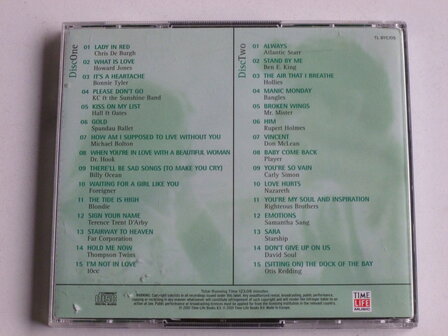 TL BYC/05
DiscOne
01 LADY IN RED
Chris De Burgh
02 WHAT IS LOVE
Howard Jones
03 IT'S A HEARTACHE
Bonnie Tyler
04 PLEASE DON'T GO
KC & the Sunshine Band
05 KISS ON MY LIST
Hall & Oates
06 GOLD
Spandau Ballet
07 HOW AM I SUPPOSED TO LIVE WITHOUT YOU
Michael Bolton
08 WHEN YOU'RE IN LOVE WITH A BEAUTIFUL WOMAN
Dr. Hook
09 THERE'LL BE SAD SONGS (TO MAKE YOU CRY)
Billy Ocean
10 WAITING FOR A GIRL LIKE YOU
Foreigner
11 THE TIDE IS HIGH
Blondie
12 SIGN YOUR NAME
Terence Trent D'Arby
13 STAIRWAY TO HEAVEN
Far Corporation
14 HOLD ME NOW
Thompson Twins
15 I'M NOT IN LOVE
10cc
DiscTwo
01 ALWAYS
Atlantic Starr
02 STAND BY ME
Ben E. King
03 THE AIR THAT I BREATHE
Hollies
04 MANIC MONDAY
Bangles
05 BROKEN WINGS
Mr. Mister
06 HIM
Rupert Holmes
07 VINCENT
Don McLean
08 BABY COME BACK
Player
09 YOU'RE SO VAIN
Carly Simon
10 LOVE HURTS
Nazareth
11 YOU'RE MY SOUL AND INSPIRATION
Righteous Brothers
12 EMOTIONS
Samantha Sang
13 SARA
Starship
14 DON'T GIVE UP ON US
David Soul
15 (SITTING ON) THE DOCK OF THE BAY
Otis Redding
COMPACT
disc
DIGITAL AUDIO
TIME
LIFE
MUSIC